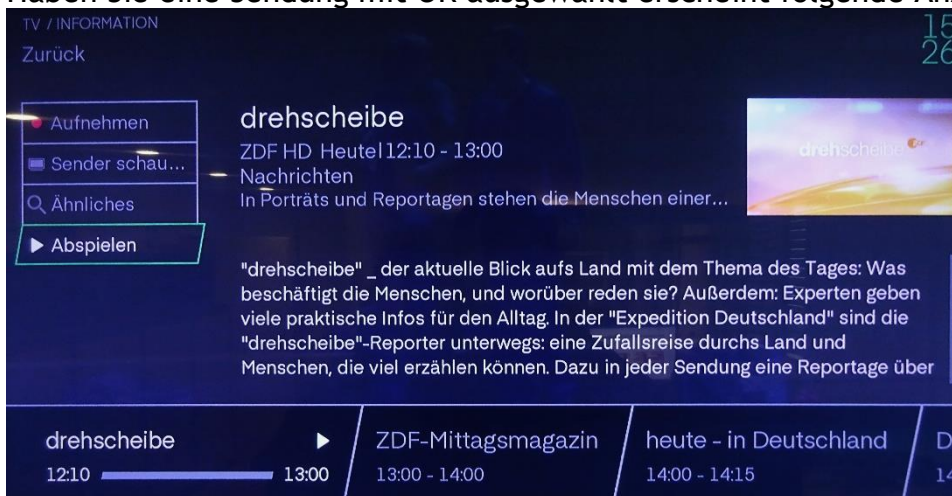 TV / INFORMATION
Zurück
15
26
Aufnehmen
Sender schau...
Ähnliches
Abspielen
drehscheibe
ZDF HD Heute|12:10 - 13:00
Nachrichten
In Porträts und Reportagen stehen die Menschen einer...
drehscheibe
"drehscheibe" _ der aktuelle Blick aufs Land mit dem Thema des Tages: Was
beschäftigt die Menschen, und worüber reden sie? Außerdem: Experten geben
viele praktische Infos für den Alltag. In der "Expedition Deutschland" sind die
"drehscheibe"-Reporter unterwegs: eine Zufallsreise durchs Land und
Menschen, die viel erzählen können. Dazu in jeder Sendung eine Reportage über
drehscheibe
12:10 13:00
ZDF-Mittagsmagazin
13:00 - 14:00
heute - in Deutschland
14:00 - 14:15